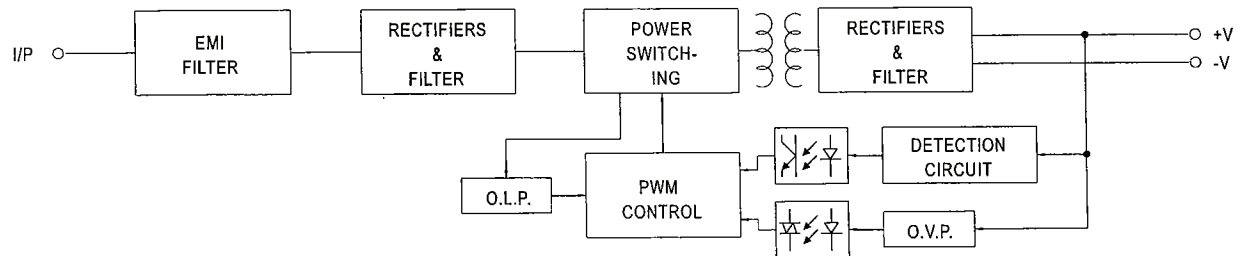 I/P
EMI
FILTER
RECTIFIERS
&
FILTER
POWER
SWITCH-
ING
RECTIFIERS
&
FILTER
+V
-V
O.L.P.
PWM
CONTROL
DETECTION
CIRCUIT
O.V.P.